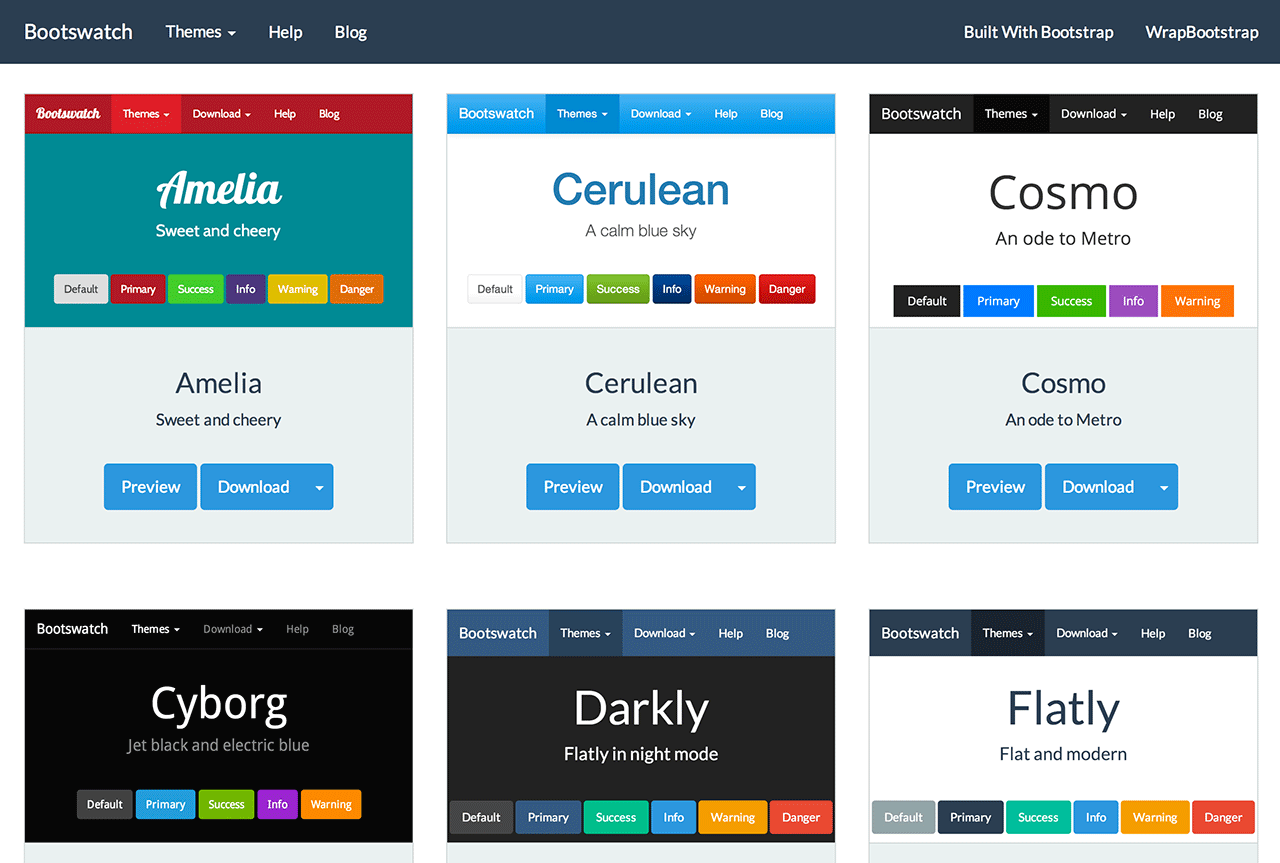 Bootswatch Themes Help Blog Built With Bootstrap WrapBootstrap
Bootswatch Themes Download Help Blog
Amelia
Sweet and cheery
Default Primary Success Info Warning Danger
Amelia
Sweet and cheery
Preview Download
Bootswatch Themes Download Help Blog
Cerulean
A calm blue sky
Default Primary Success Info Warning Danger
Cerulean
A calm blue sky
Preview Download
Bootswatch Themes Download Help Blog
Cosmo
An ode to Metro
Default Primary Success Info Warning
Cosmo
An ode to Metro
Preview Download
Bootswatch Themes Download Help Blog
Cyborg
Jet black and electric blue
Default Primary Success Info Warning
Bootswatch Themes Download Help Blog
Darkly
Flatly in night mode
Default Primary Success Info Warning Danger
Bootswatch Themes Download Help Blog
Flatly
Flat and modern
Default Primary Success Info Warning Danger